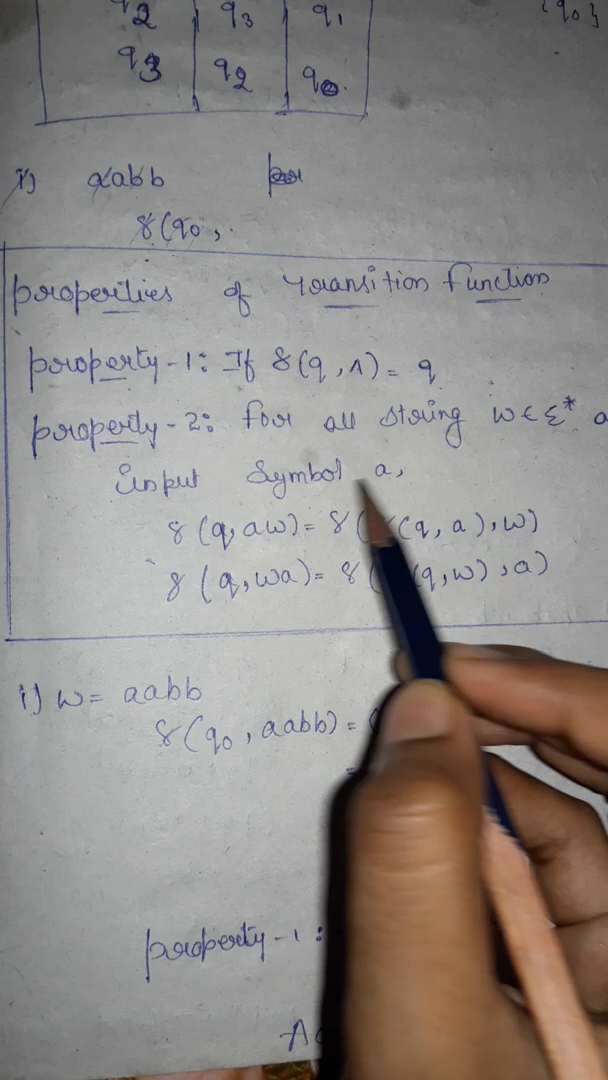 q2 q3 q1 {q0}
q3 q2 q0.
i) aabb
δ(q0,
properties of Transition function
property-1: If δ(q, Λ) = q
property-2: for all string w ∈ Σ*
input symbol a,
δ(q, aw) = δ( (q, a), w)
δ(q, wa) = δ( (q, w), a)
i) w = aabb
δ(q0, aabb) =
=
property-1: